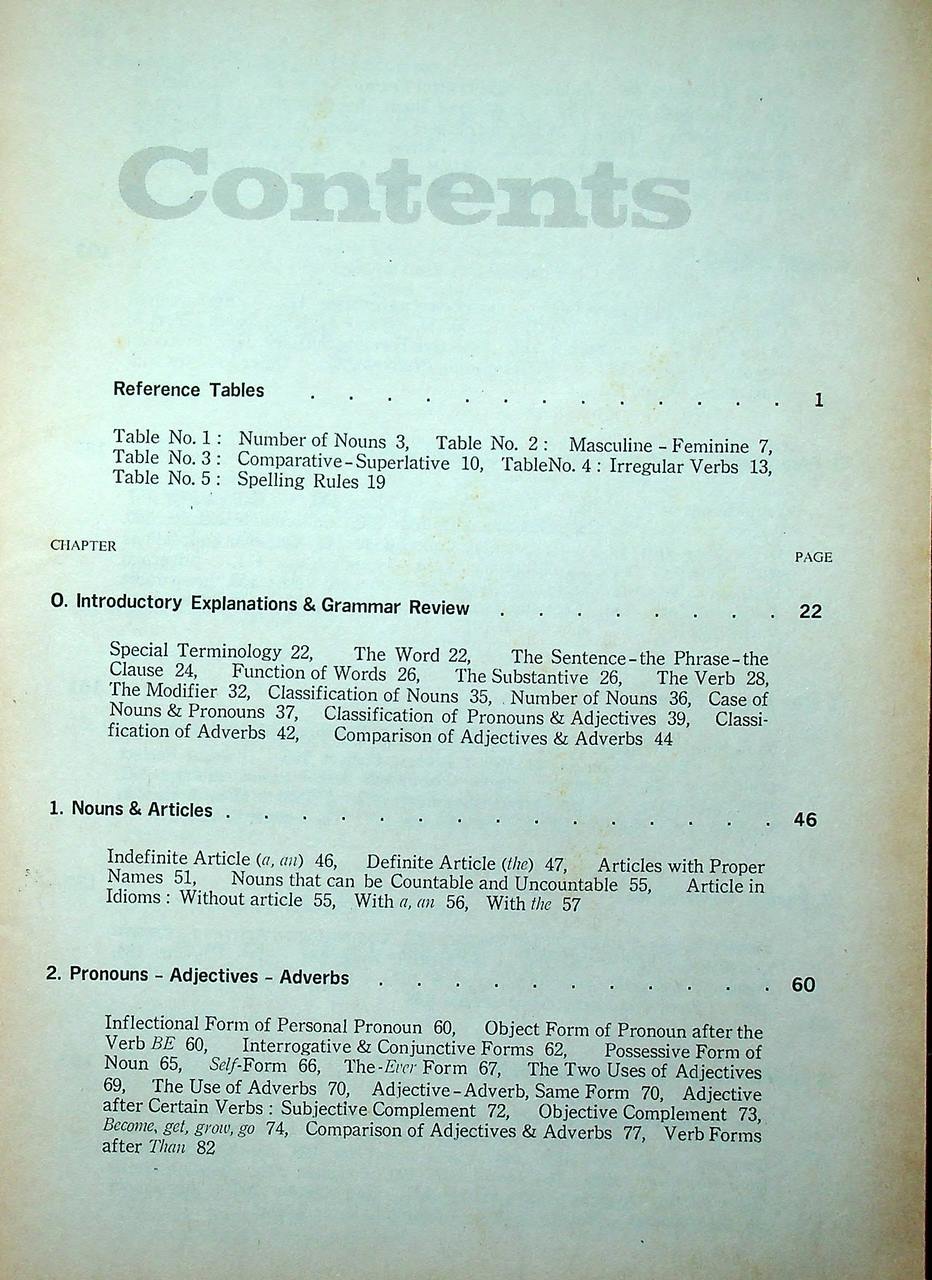 Contents
Reference Tables . . . . . . . . . . . . . 1
Table No. 1 : Number of Nouns 3, Table No. 2 : Masculine – Feminine 7,
Table No. 3 : Comparative – Superlative 10, TableNo. 4 : Irregular Verbs 13,
Table No. 5 : Spelling Rules 19
CHAPTER PAGE
0. Introductory Explanations & Grammar Review . . . . . . . . 22
Special Terminology 22, The Word 22, The Sentence – the Phrase – the
Clause 24, Function of Words 26, The Substantive 26, The Verb 28,
The Modifier 32, Classification of Nouns 35, Number of Nouns 36, Case of
Nouns & Pronouns 37, Classification of Pronouns & Adjectives 39, Classi-
fication of Adverbs 42, Comparison of Adjectives & Adverbs 44
1. Nouns & Articles . . . . . . . . . . . . . . . 46
Indefinite Article (a, an) 46, Definite Article (the) 47, Articles with Proper
Names 51, Nouns that can be Countable and Uncountable 55, Article in
Idioms : Without article 55, With a, an 56, With the 57
2. Pronouns – Adjectives – Adverbs . . . . . . . . . . . 60
Inflectional Form of Personal Pronoun 60, Object Form of Pronoun after the
Verb BE 60, Interrogative & Conjunctive Forms 62, Possessive Form of
Noun 65, Self-Form 66, The -Ever Form 67, The Two Uses of Adjectives
69, The Use of Adverbs 70, Adjective – Adverb, Same Form 70, Adjective
after Certain Verbs : Subjective Complement 72, Objective Complement 73,
Become, get, grow, go 74, Comparison of Adjectives & Adverbs 77, Verb Forms
after Than 82